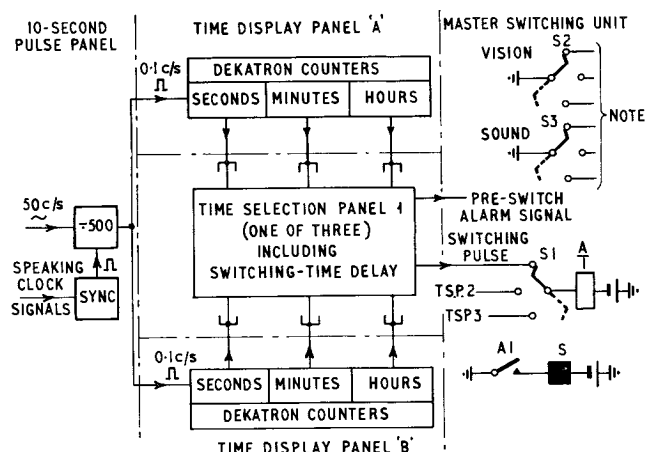 10-SECOND
PULSE PANEL
TIME DISPLAY PANEL 'A'
MASTER SWITCHING UNIT
0·1 c/s
DEKATRON COUNTERS
SECONDS MINUTES HOURS
VISION
S2
SOUND
S3
NOTE
50 c/s
~
÷500
SPEAKING
CLOCK
SIGNALS
SYNC
TIME SELECTION PANEL 1
(ONE OF THREE)
INCLUDING
SWITCHING-TIME DELAY
PRE-SWITCH
ALARM SIGNAL
SWITCHING
PULSE
S1
A
T.S.P.2
TSP3
A1
S
0·1 c/s
SECONDS MINUTES HOURS
DEKATRON COUNTERS
TIME DISPLAY PANEL 'B'